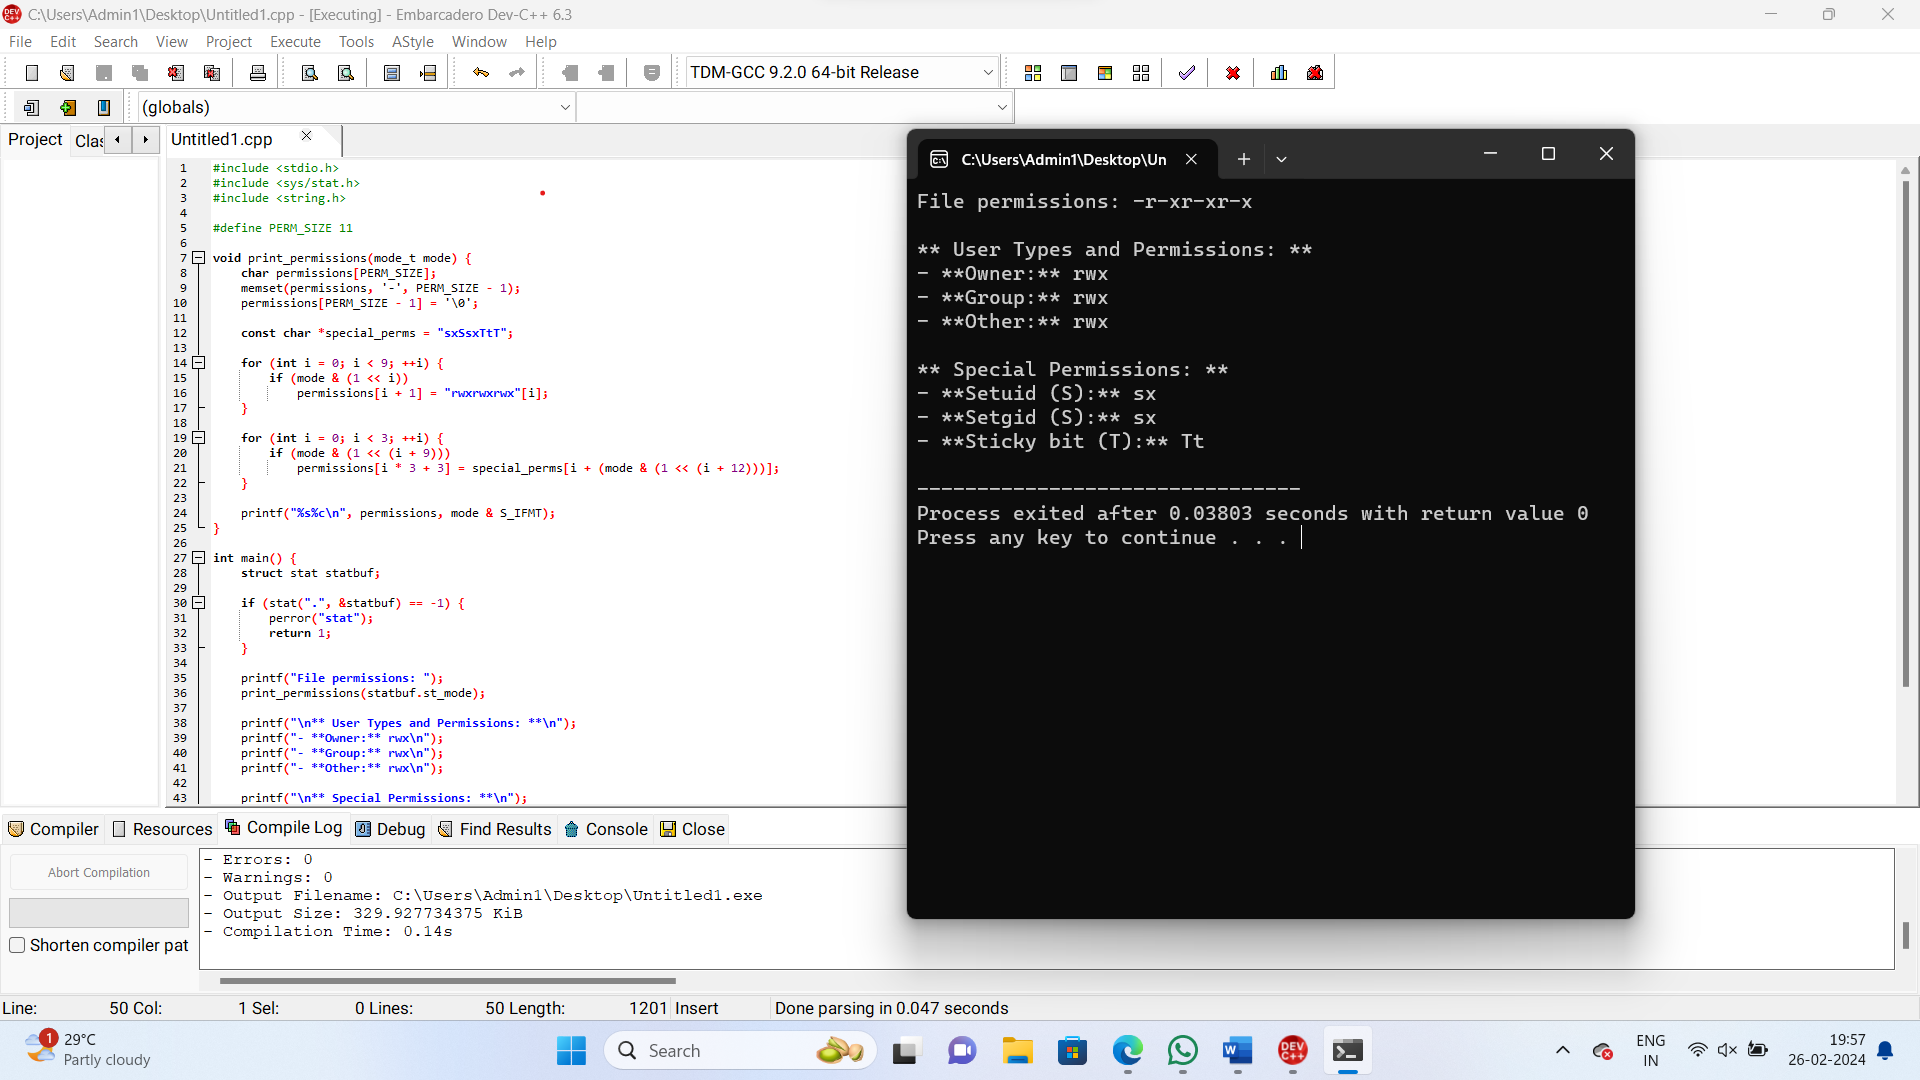 C:\Users\Admin1\Desktop\Untitled1.cpp - [Executing] - Embarcadero Dev-C++ 6.3
File Edit Search View Project Execute Tools AStyle Window Help
TDM-GCC 9.2.0 64-bit Release
(globals)
Project Clas
Untitled1.cpp
1 #include <stdio.h>
2 #include <sys/stat.h>
3 #include <string.h>
4
5 #define PERM_SIZE 11
6
7 void print_permissions(mode_t mode) {
8 char permissions[PERM_SIZE];
9 memset(permissions, '-', PERM_SIZE - 1);
10 permissions[PERM_SIZE - 1] = '\0';
11
12 const char *special_perms = "sxSsxTtT";
13
14 for (int i = 0; i < 9; ++i) {
15 if (mode & (1 << i))
16 permissions[i + 1] = "rwxrwxrwx"[i];
17 }
18
19 for (int i = 0; i < 3; ++i) {
20 if (mode & (1 << (i + 9)))
21 permissions[i * 3 + 3] = special_perms[i + (mode & (1 << (i + 12)))];
22 }
23
24 printf("%s%c\n", permissions, mode & S_IFMT);
25 }
26
27 int main() {
28 struct stat statbuf;
29
30 if (stat(".", &statbuf) == -1) {
31 perror("stat");
32 return 1;
33 }
34
35 printf("File permissions: ");
36 print_permissions(statbuf.st_mode);
37
38 printf("\n** User Types and Permissions: **\n");
39 printf("- **Owner:** rwx\n");
40 printf("- **Group:** rwx\n");
41 printf("- **Other:** rwx\n");
42
43 printf("\n** Special Permissions: **\n");
C:\Users\Admin1\Desktop\Un
File permissions: -r-xr-xr-x
** User Types and Permissions: **
- **Owner:** rwx
- **Group:** rwx
- **Other:** rwx
** Special Permissions: **
- **Setuid (S):** sx
- **Setgid (S):** sx
- **Sticky bit (T):** Tt
--------------------------------
Process exited after 0.03803 seconds with return value 0
Press any key to continue . . .
Compiler Resources Compile Log Debug Find Results Console Close
Abort Compilation
Shorten compiler pat
- Errors: 0
- Warnings: 0
- Output Filename: C:\Users\Admin1\Desktop\Untitled1.exe
- Output Size: 329.927734375 KiB
- Compilation Time: 0.14s
Line: 50 Col: 1 Sel: 0 Lines: 50 Length: 1201 Insert Done parsing in 0.047 seconds
1
29°C
Partly cloudy
Search
DEV C++
ENG
IN
19:57
26-02-2024